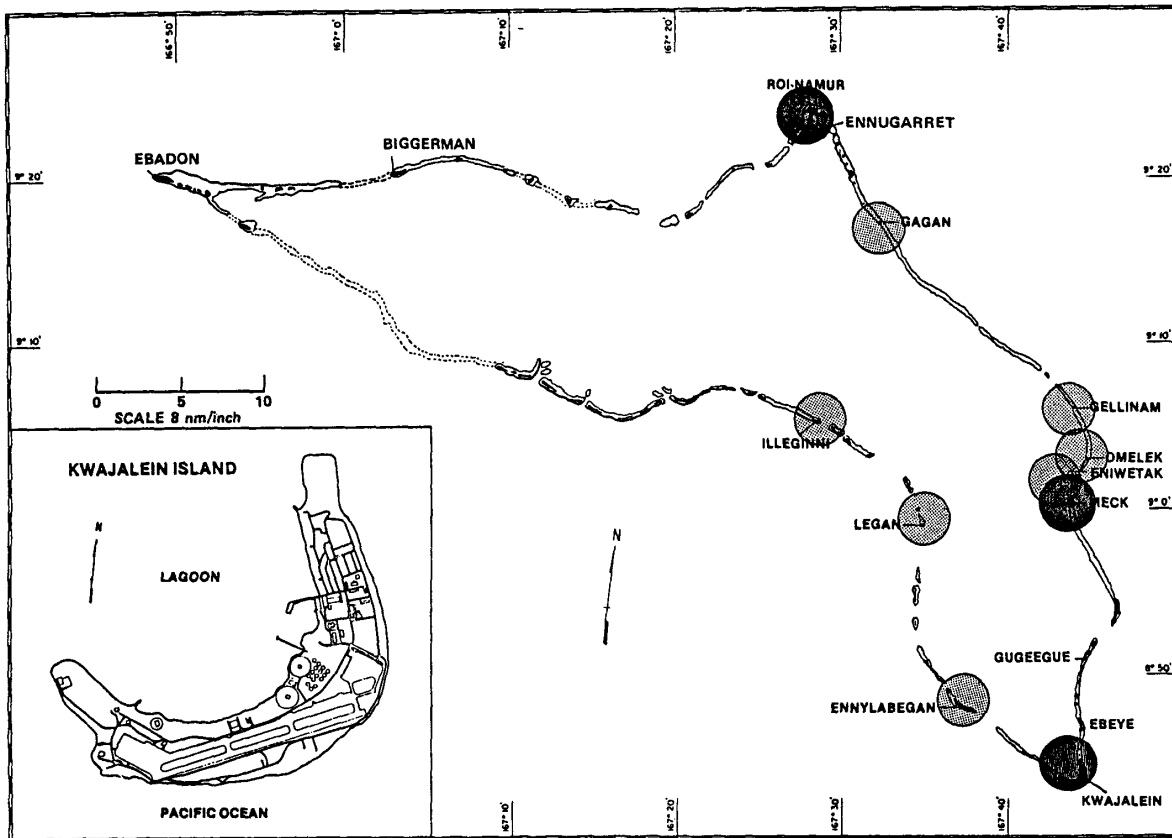 166° 50'
167° 0'
167° 10'
167° 20'
167° 30'
167° 40'
ROI-NAMUR
ENNUGARRET
BIGGERMAN
EBADON
9° 20'
9° 20'
GAGAN
9° 10'
9° 10'
0 5 10
SCALE 8 nm/inch
GELLINAM
ILLEGINNI
OMELEK
ENIWETAK
MECK
9° 0'
LEGAN
N
KWAJALEIN ISLAND
N
LAGOON
PACIFIC OCEAN
GUGEEGUE
8° 50'
ENNYLABEGAN
EBEYE
KWAJALEIN
167° 10'
167° 20'
167° 30'
167° 40'